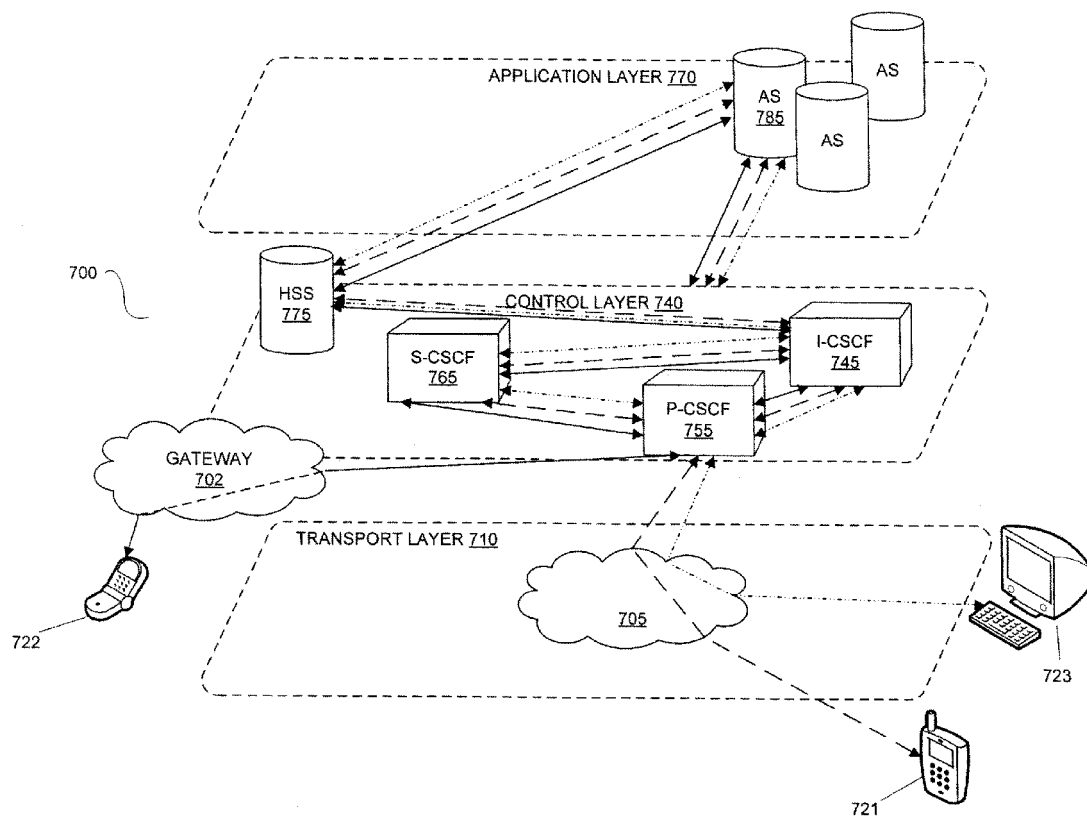 AS
APPLICATION LAYER 770
AS
785
AS
700
HSS
775
CONTROL LAYER 740
I-CSCF
745
S-CSCF
765
P-CSCF
755
GATEWAY
702
TRANSPORT LAYER 710
705
722
723
721